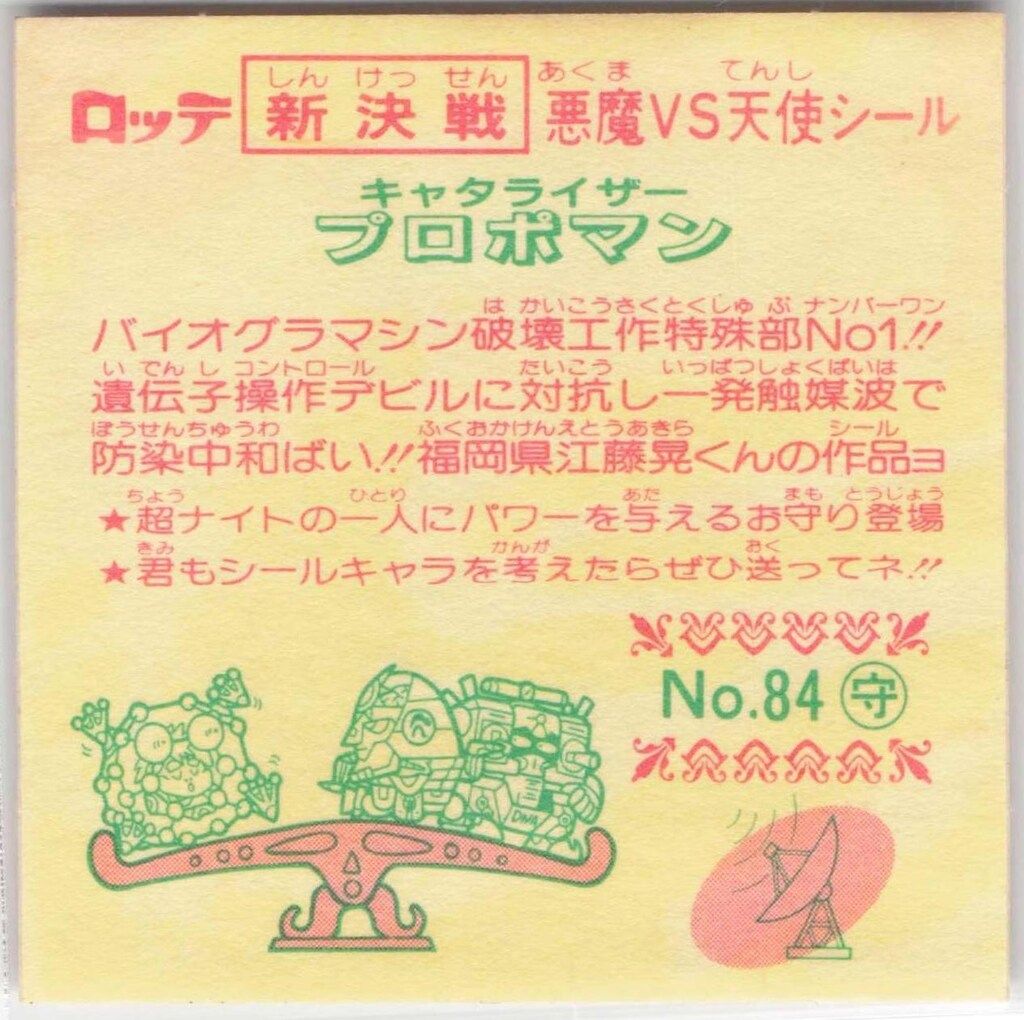 しん けっ せん あくま てんし
ロッテ 新決戦 悪魔VS天使シール
キャタライザー
プロポマン
は かいこうさくとくしゅ ぶ ナンバーワン
バイオグラマシン破壊工作特殊部No1!!
い でん し コントロール たいこう いっぱつしょくばいは
遺伝子操作デビルに対抗し一発触媒波で
ぼうせんちゅうわ ふくおかけんえとうあきら シール
防染中和ばい!!福岡県江藤晃くんの作品ヨ
ちょう ひとり あた まも とうじょう
★超ナイトの一人にパワーを与えるお守り登場
きみ かんが おく
★君もシールキャラを考えたらぜひ送ってネ!!
No.84 守
DIVA